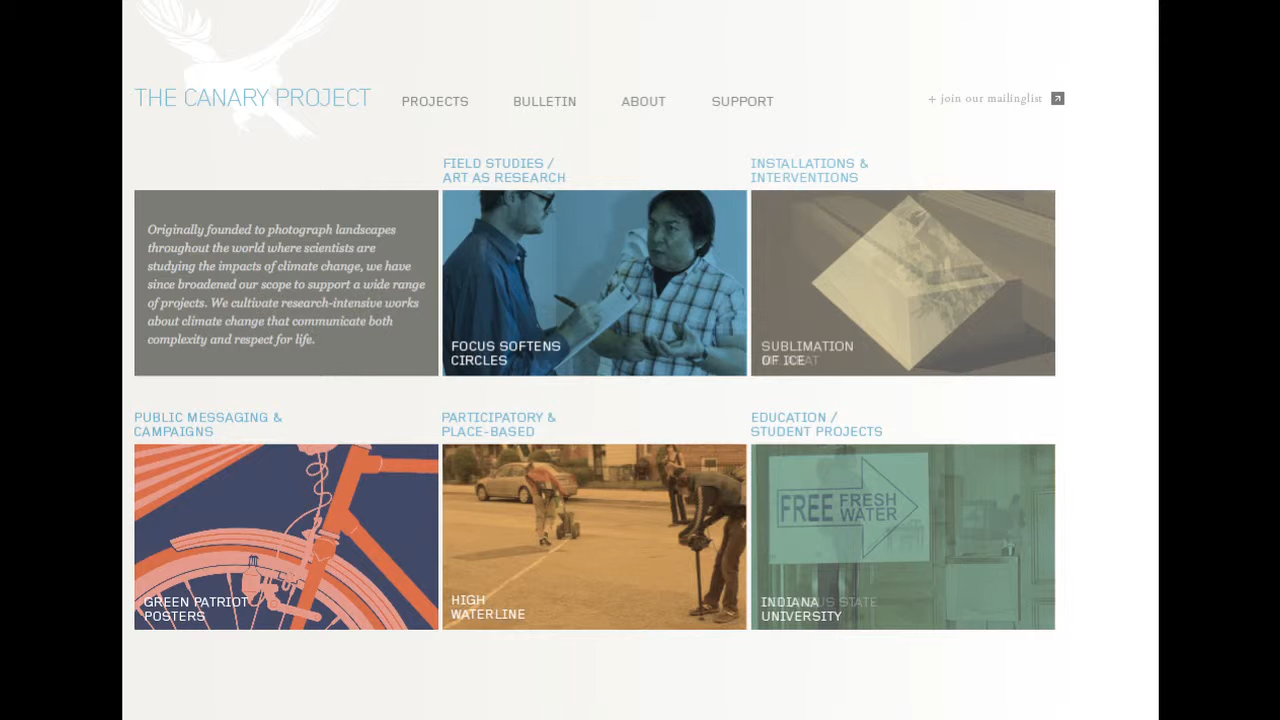 THE CANARY PROJECT
PROJECTS
BULLETIN
ABOUT
SUPPORT
+ join our mailinglist
FIELD STUDIES /
ART AS RESEARCH
INSTALLATIONS &
INTERVENTIONS
Originally founded to photograph landscapes
throughout the world where scientists are
studying the impacts of climate change, we have
since broadened our scope to support a wide range
of projects. We cultivate research-intensive works
about climate change that communicate both
complexity and respect for life.
FOCUS SOFTENS
CIRCLES
SUBLIMATION
OF ICE
PUBLIC MESSAGING &
CAMPAIGNS
PARTICIPATORY &
PLACE-BASED
EDUCATION /
STUDENT PROJECTS
GREEN PATRIOT
POSTERS
HIGH
WATERLINE
FREE FRESH
WATER
INDIANA
STATE
UNIVERSITY